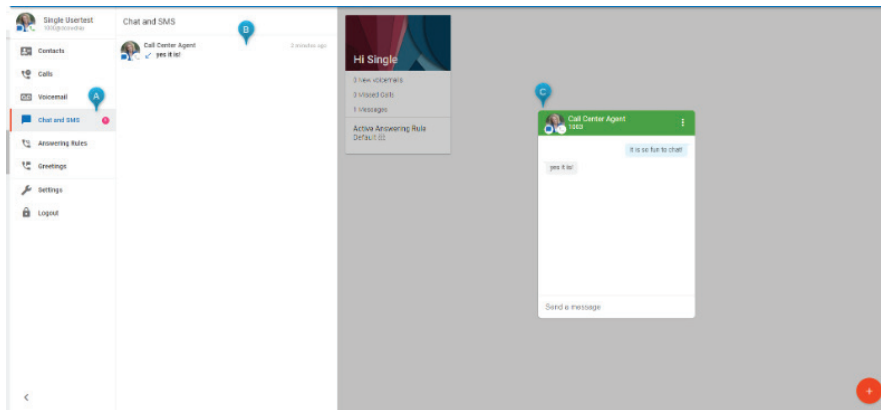 Single Usertest
Chat and SMS
B
Call Center Agent
2 minutes ago
yes it is!
Contacts
Calls
Voicemail
A
Chat and SMS
Answering Rules
Greetings
Settings
Logout
Hi Single
3 New Voicemails
3 Missed Calls
1 Messages
Active Answering Rule
Default
C
Call Center Agent
1003
It is so fun to chat!
yes it is!
Send a message